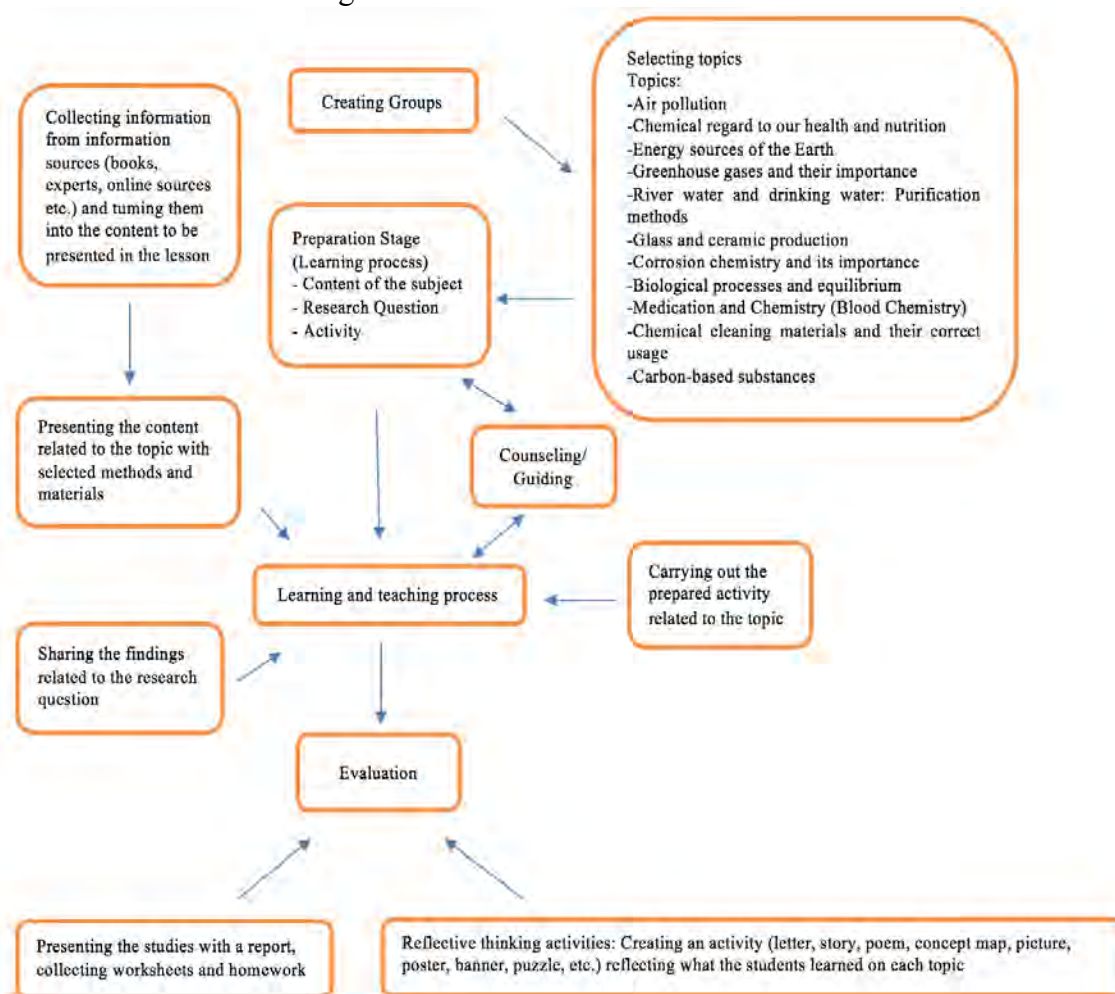 Creating Groups
Selecting topics
Topics:
-Air pollution
-Chemical regard to our health and nutrition
-Energy sources of the Earth
-Greenhouse gases and their importance
-River water and drinking water: Purification
methods
-Glass and ceramic production
-Corrosion chemistry and its importance
-Biological processes and equilibrium
-Medication and Chemistry (Blood Chemistry)
-Chemical cleaning materials and their correct
usage
-Carbon-based substances
Collecting information
from information
sources (books,
experts, online sources
etc.) and tuming them
into the content to be
presented in the lesson
Preparation Stage
(Learning process)
- Content of the subject
- Research Question
- Activity
Presenting the content
related to the topic with
selected methods and
materials
Counseling/
Guiding
Learning and teaching process
Carrying out the
prepared activity
related to the topic
Sharing the findings
related to the research
question
Evaluation
Presenting the studies with a report,
collecting worksheets and homework
Reflective thinking activities: Creating an activity (letter, story, poem, concept map, picture,
poster, banner, puzzle, etc.) reflecting what the students learned on each topic